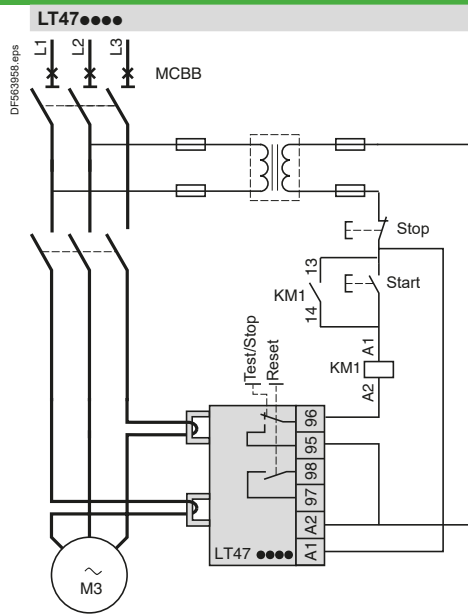 LT47●●●●
DF563958.eps
L1
L2
L3
MCBB
Stop
13
Start
KM1
14
Test/Stop
Reset
A1
KM1
A2
96
95
98
97
A2
A1
LT47 ●●●●
~
M3